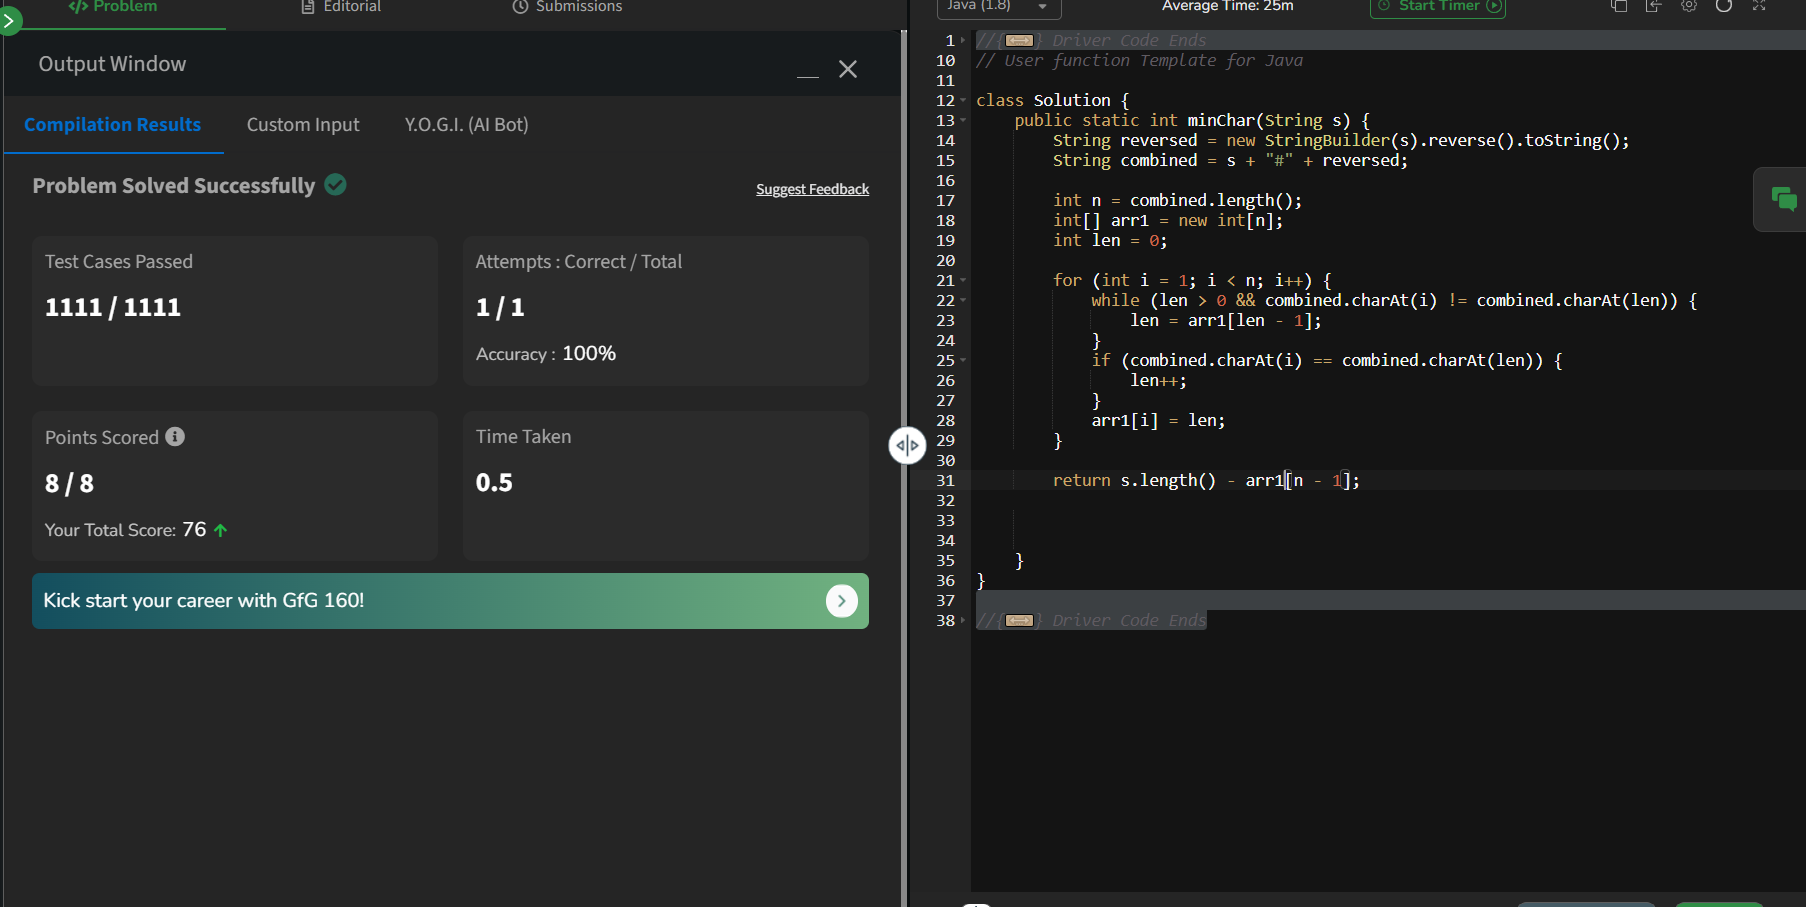 </> Problem
Editorial
Submissions
Output Window
Compilation Results
Custom Input
Y.O.G.I. (AI Bot)
Problem Solved Successfully
Suggest Feedback
Test Cases Passed
1111 / 1111
Attempts : Correct / Total
1 / 1
Accuracy : 100%
Points Scored
8 / 8
Your Total Score: 76
Time Taken
0.5
Kick start your career with GfG 160!
Java (1.8)
Average Time: 25m
Start Timer
1 //{ } Driver Code Ends
10 // User function Template for Java
11
12 class Solution {
13 public static int minChar(String s) {
14 String reversed = new StringBuilder(s).reverse().toString();
15 String combined = s + "#" + reversed;
16
17 int n = combined.length();
18 int[] arr1 = new int[n];
19 int len = 0;
20
21 for (int i = 1; i < n; i++) {
22 while (len > 0 && combined.charAt(i) != combined.charAt(len)) {
23 len = arr1[len - 1];
24 }
25 if (combined.charAt(i) == combined.charAt(len)) {
26 len++;
27 }
28 arr1[i] = len;
29 }
30
31 return s.length() - arr1[n - 1];
32
33
34
35 }
36 }
37
38 //{ } Driver Code Ends